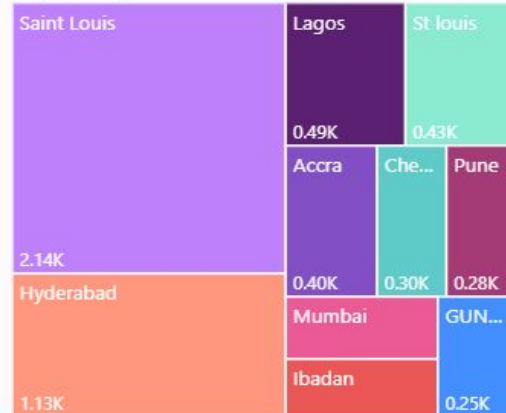 Saint Louis
2.14K
Hyderabad
1.13K
Lagos
0.49K
St louis
0.43K
Accra
0.40K
Che...
0.30K
Pune
0.28K
Mumbai
Ibadan
GUN...
0.25K